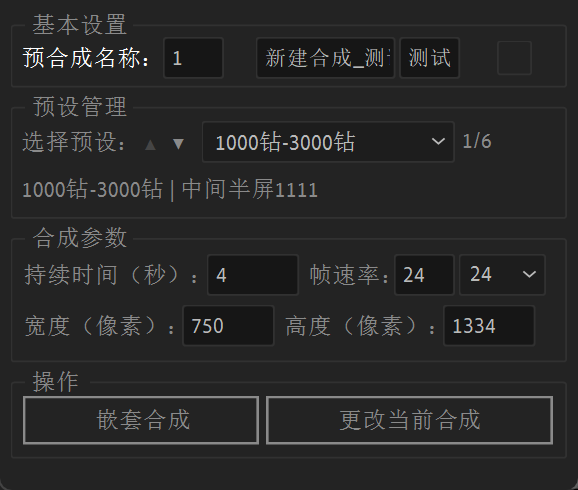 基本设置
预合成名称： 1 新建合成_测 测试
预设管理
选择预设： ▲ ▼ 1000钻-3000钻 1/6
1000钻-3000钻 | 中间半屏1111
合成参数
持续时间（秒）： 4 帧速率： 24 24
宽度（像素）： 750 高度（像素）： 1334
操作
嵌套合成 更改当前合成